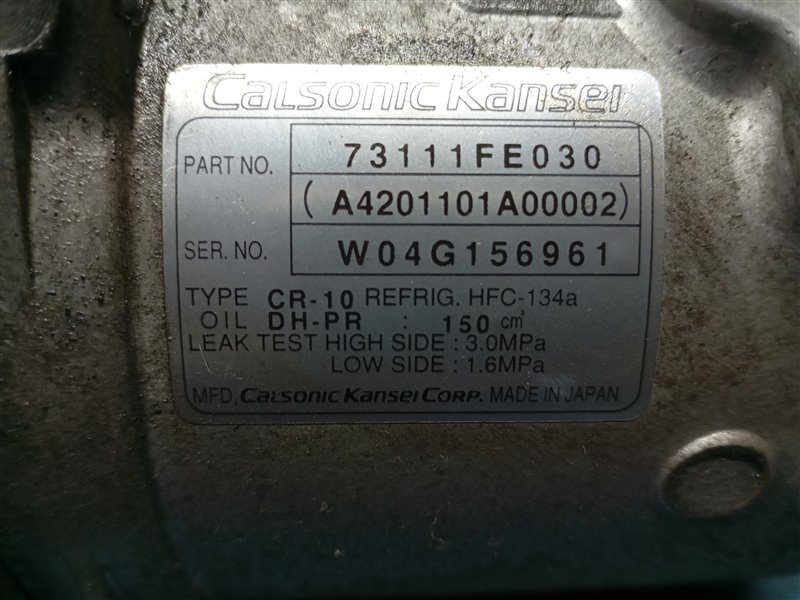 CALSONIC KANSEI
PART NO. 73111FE030
(A4201101A00002)
SER. NO. W04G156961
TYPE CR-10 REFRIG. HFC-134a
OIL DH-PR : 150 cm³
LEAK TEST HIGH SIDE : 3.0MPa
LOW SIDE : 1.6MPa
MFD. CALSONIC KANSEI CORP. MADE IN JAPAN